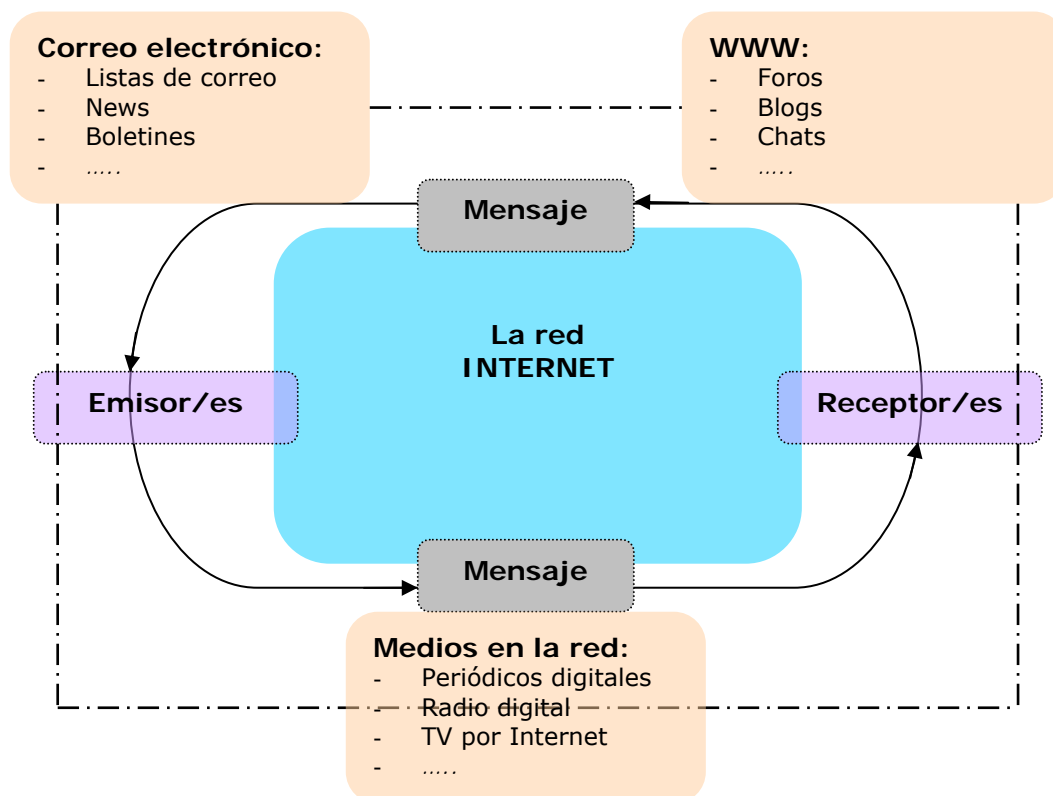 Correo electrónico:
- Listas de correo
- News
- Boletines
- …..
WWW:
- Foros
- Blogs
- Chats
- …..
Mensaje
La red
INTERNET
Emisor/es
Receptor/es
Mensaje
Medios en la red:
- Periódicos digitales
- Radio digital
- TV por Internet
- …..